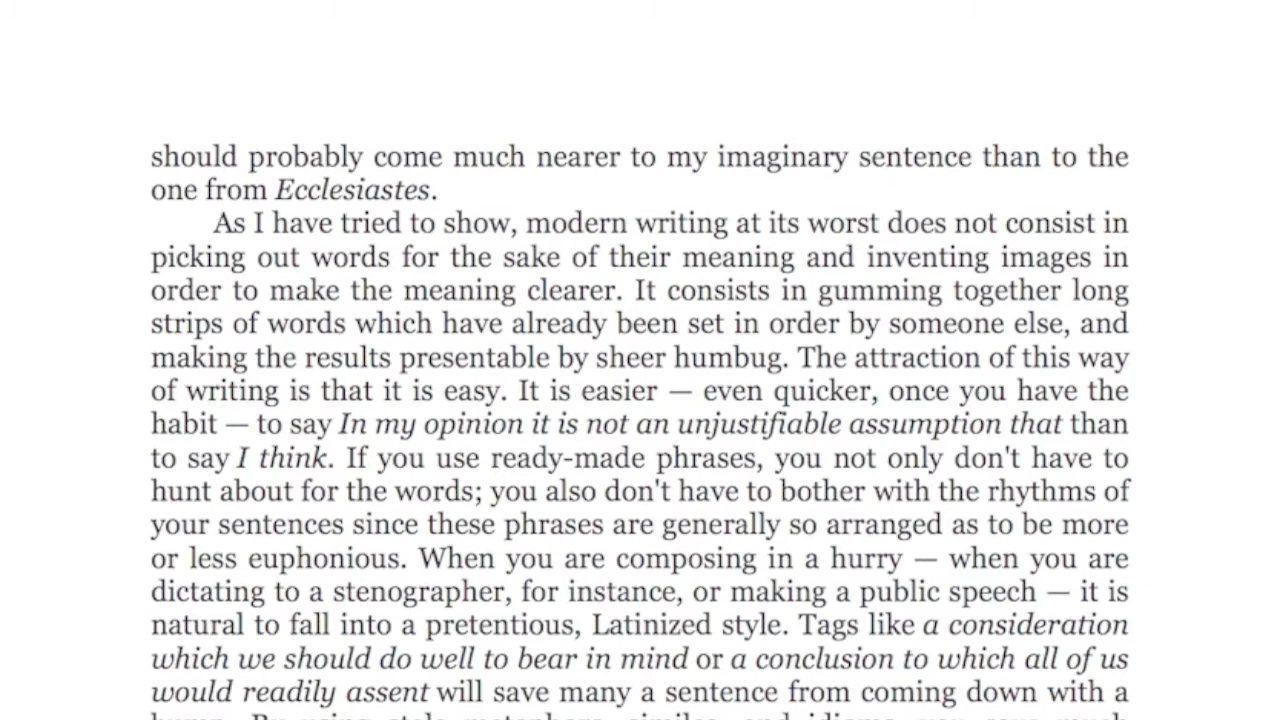 should probably come much nearer to my imaginary sentence than to the
one from Ecclesiastes.
As I have tried to show, modern writing at its worst does not consist in
picking out words for the sake of their meaning and inventing images in
order to make the meaning clearer. It consists in gumming together long
strips of words which have already been set in order by someone else, and
making the results presentable by sheer humbug. The attraction of this way
of writing is that it is easy. It is easier — even quicker, once you have the
habit — to say In my opinion it is not an unjustifiable assumption that than
to say I think. If you use ready-made phrases, you not only don't have to
hunt about for the words; you also don't have to bother with the rhythms of
your sentences since these phrases are generally so arranged as to be more
or less euphonious. When you are composing in a hurry — when you are
dictating to a stenographer, for instance, or making a public speech — it is
natural to fall into a pretentious, Latinized style. Tags like a consideration
which we should do well to bear in mind or a conclusion to which all of us
would readily assent will save many a sentence from coming down with a